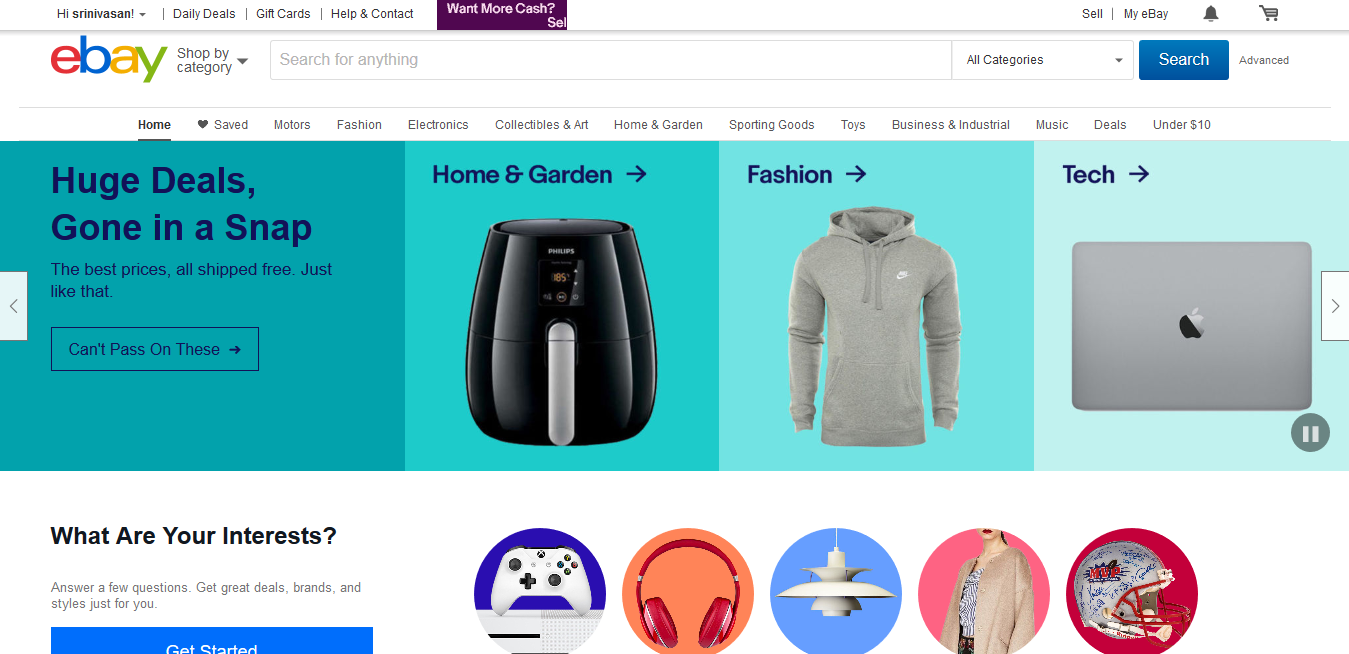 Hi srinivasan!
Daily Deals
Gift Cards
Help & Contact
Want More Cash?
Sel
Sell
My eBay
ebay
Shop by
category
Search for anything
All Categories
Search
Advanced
Home
Saved
Motors
Fashion
Electronics
Collectibles & Art
Home & Garden
Sporting Goods
Toys
Business & Industrial
Music
Deals
Under $10
Huge Deals,
Gone in a Snap
The best prices, all shipped free. Just
like that.
Can't Pass On These →
Home & Garden →
PHILIPS
185°
Fashion →
Tech →
What Are Your Interests?
Answer a few questions. Get great deals, brands, and
styles just for you.
Get Started
MVP